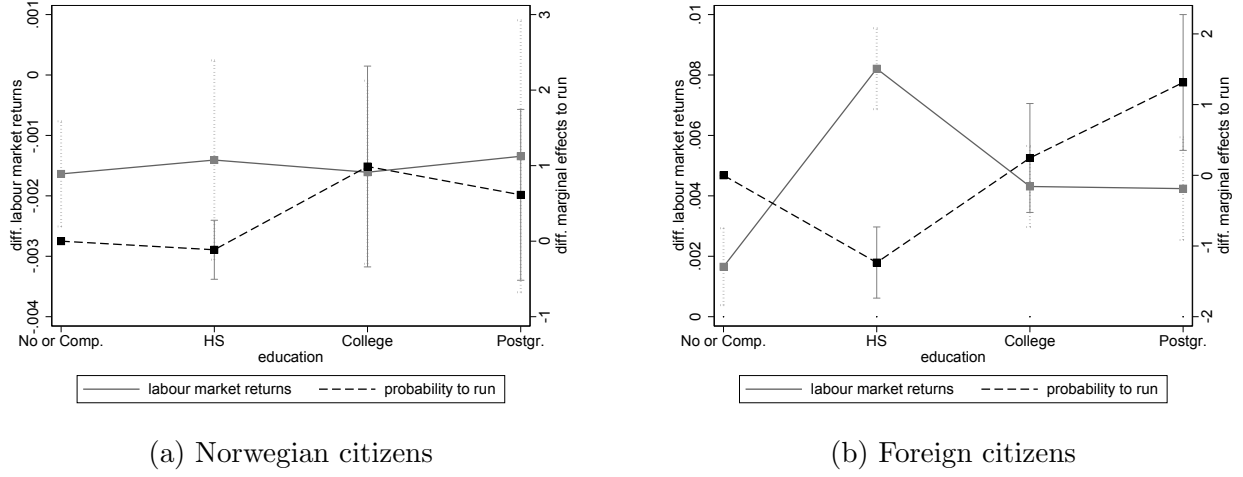 .001
0
-.001
-.002
-.003
-.004
diff. labour market returns
3
2
1
0
-1
diff. marginal effects to run
No or Comp.
HS
College
Postgr.
education
labour market returns
probability to run
(a) Norwegian citizens
.01
.008
.006
.004
.002
0
diff. labour market returns
2
1
0
-1
-2
diff. marginal effects to run
No or Comp.
HS
College
Postgr.
education
labour market returns
probability to run
(b) Foreign citizens